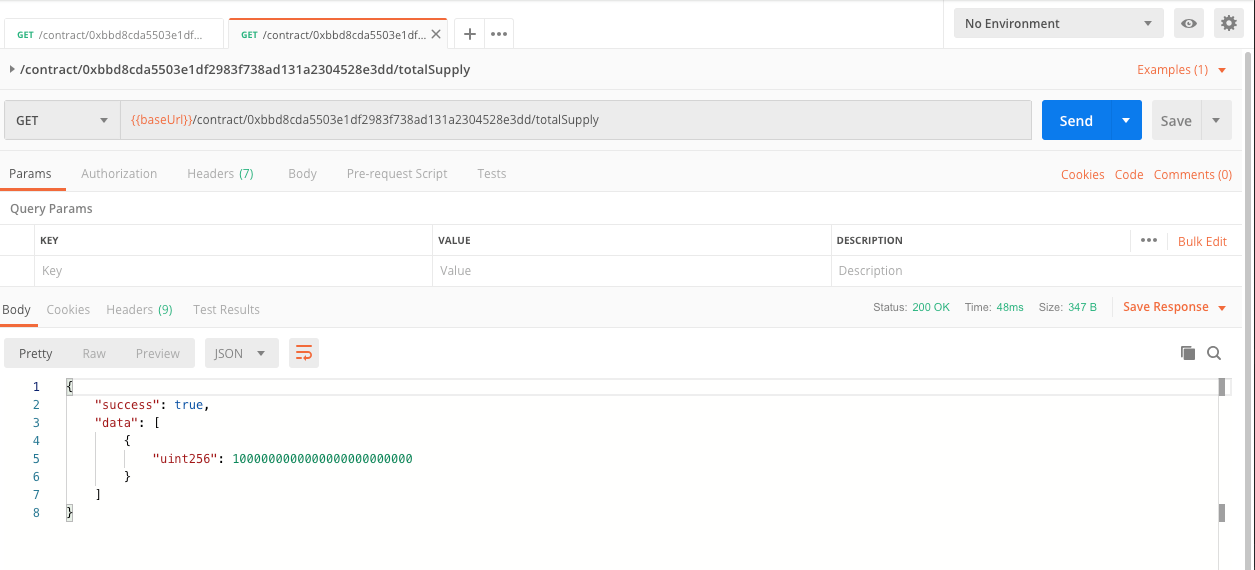 GET /contract/0xbbd8cda5503e1df... GET /contract/0xbbd8cda5503e1df... No Environment
/contract/0xbbd8cda5503e1df2983f738ad131a2304528e3dd/totalSupply Examples (1)
GET {{baseUrl}}/contract/0xbbd8cda5503e1df2983f738ad131a2304528e3dd/totalSupply Send Save
Params Authorization Headers (7) Body Pre-request Script Tests Cookies Code Comments (0)
Query Params
KEY VALUE DESCRIPTION Bulk Edit
Key Value Description
Body Cookies Headers (9) Test Results Status: 200 OK Time: 48ms Size: 347 B Save Response
Pretty Raw Preview JSON
1 {
2 "success": true,
3 "data": [
4 {
5 "uint256": 1000000000000000000000000
6 }
7 ]
8 }